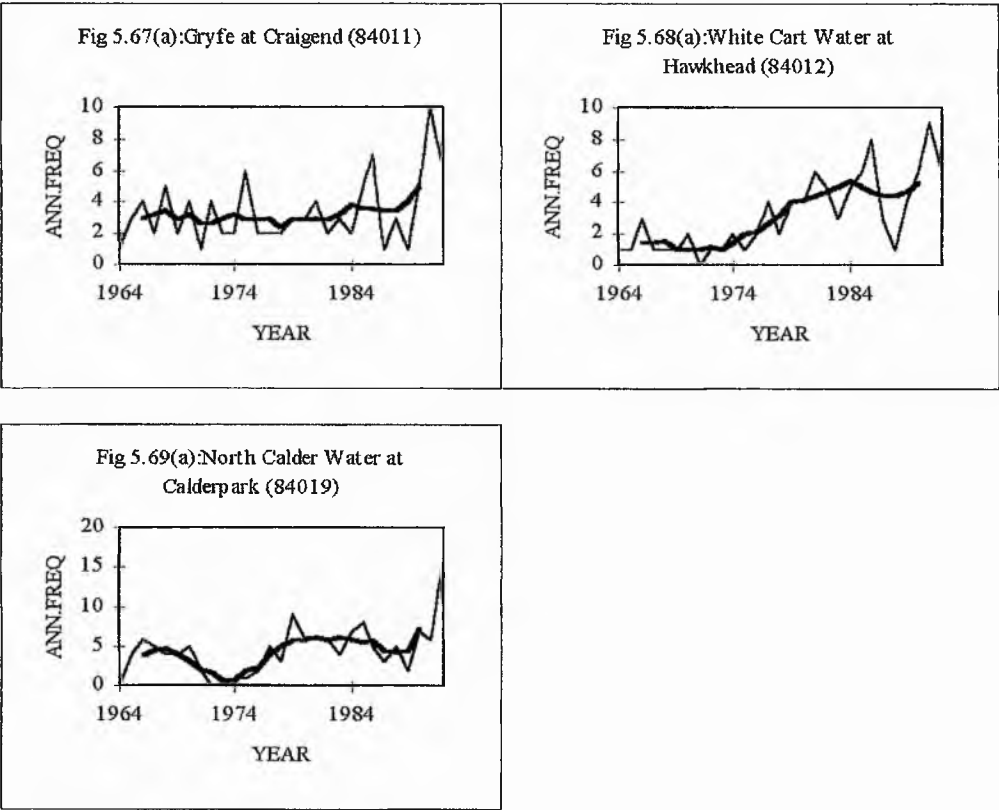 Fig 5.67(a):Gryfe at Craigend (84011)
ANN.FREQ
10
8
6
4
2
0
1964 1974 1984
YEAR
Fig 5.68(a):White Cart Water at
Hawkhead (84012)
ANN.FREQ
10
8
6
4
2
0
1964 1974 1984
YEAR
Fig 5.69(a):North Calder Water at
Calderpark (84019)
ANN.FREQ
20
15
10
5
0
1964 1974 1984
YEAR